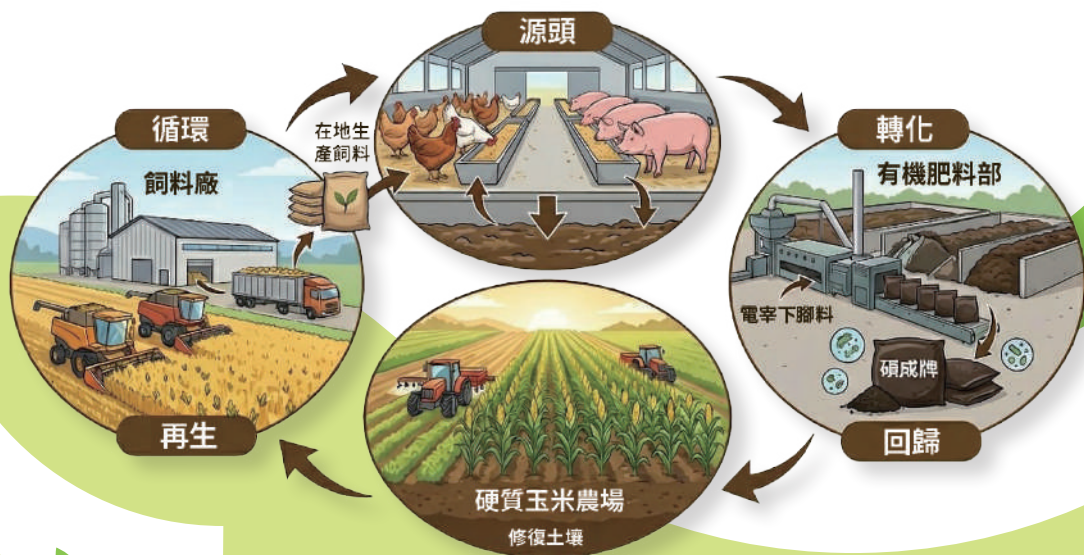 源頭
循環
飼料廠
在地生
產飼料
轉化
有機肥料部
電宰下腳料
碩成牌
回歸
硬質玉米農場
修復土壤
再生